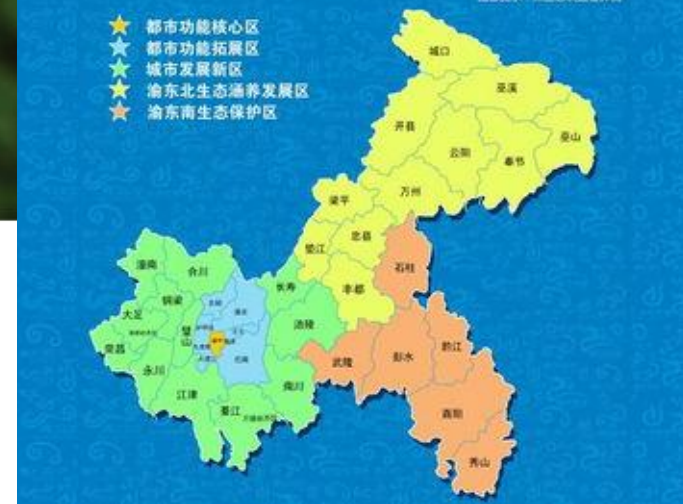 都市功能核心区
都市功能拓展区
城市发展新区
渝东北生态涵养发展区
渝东南生态保护区
城口
巫溪
开县
巫山
云阳
奉节
万州
梁平
忠县
垫江
石柱
丰都
潼南
合川
长寿
铜梁
大足
涪陵
璧山
荣昌
武隆
彭水
黔江
永川
江津
南川
綦江
酉阳
秀山